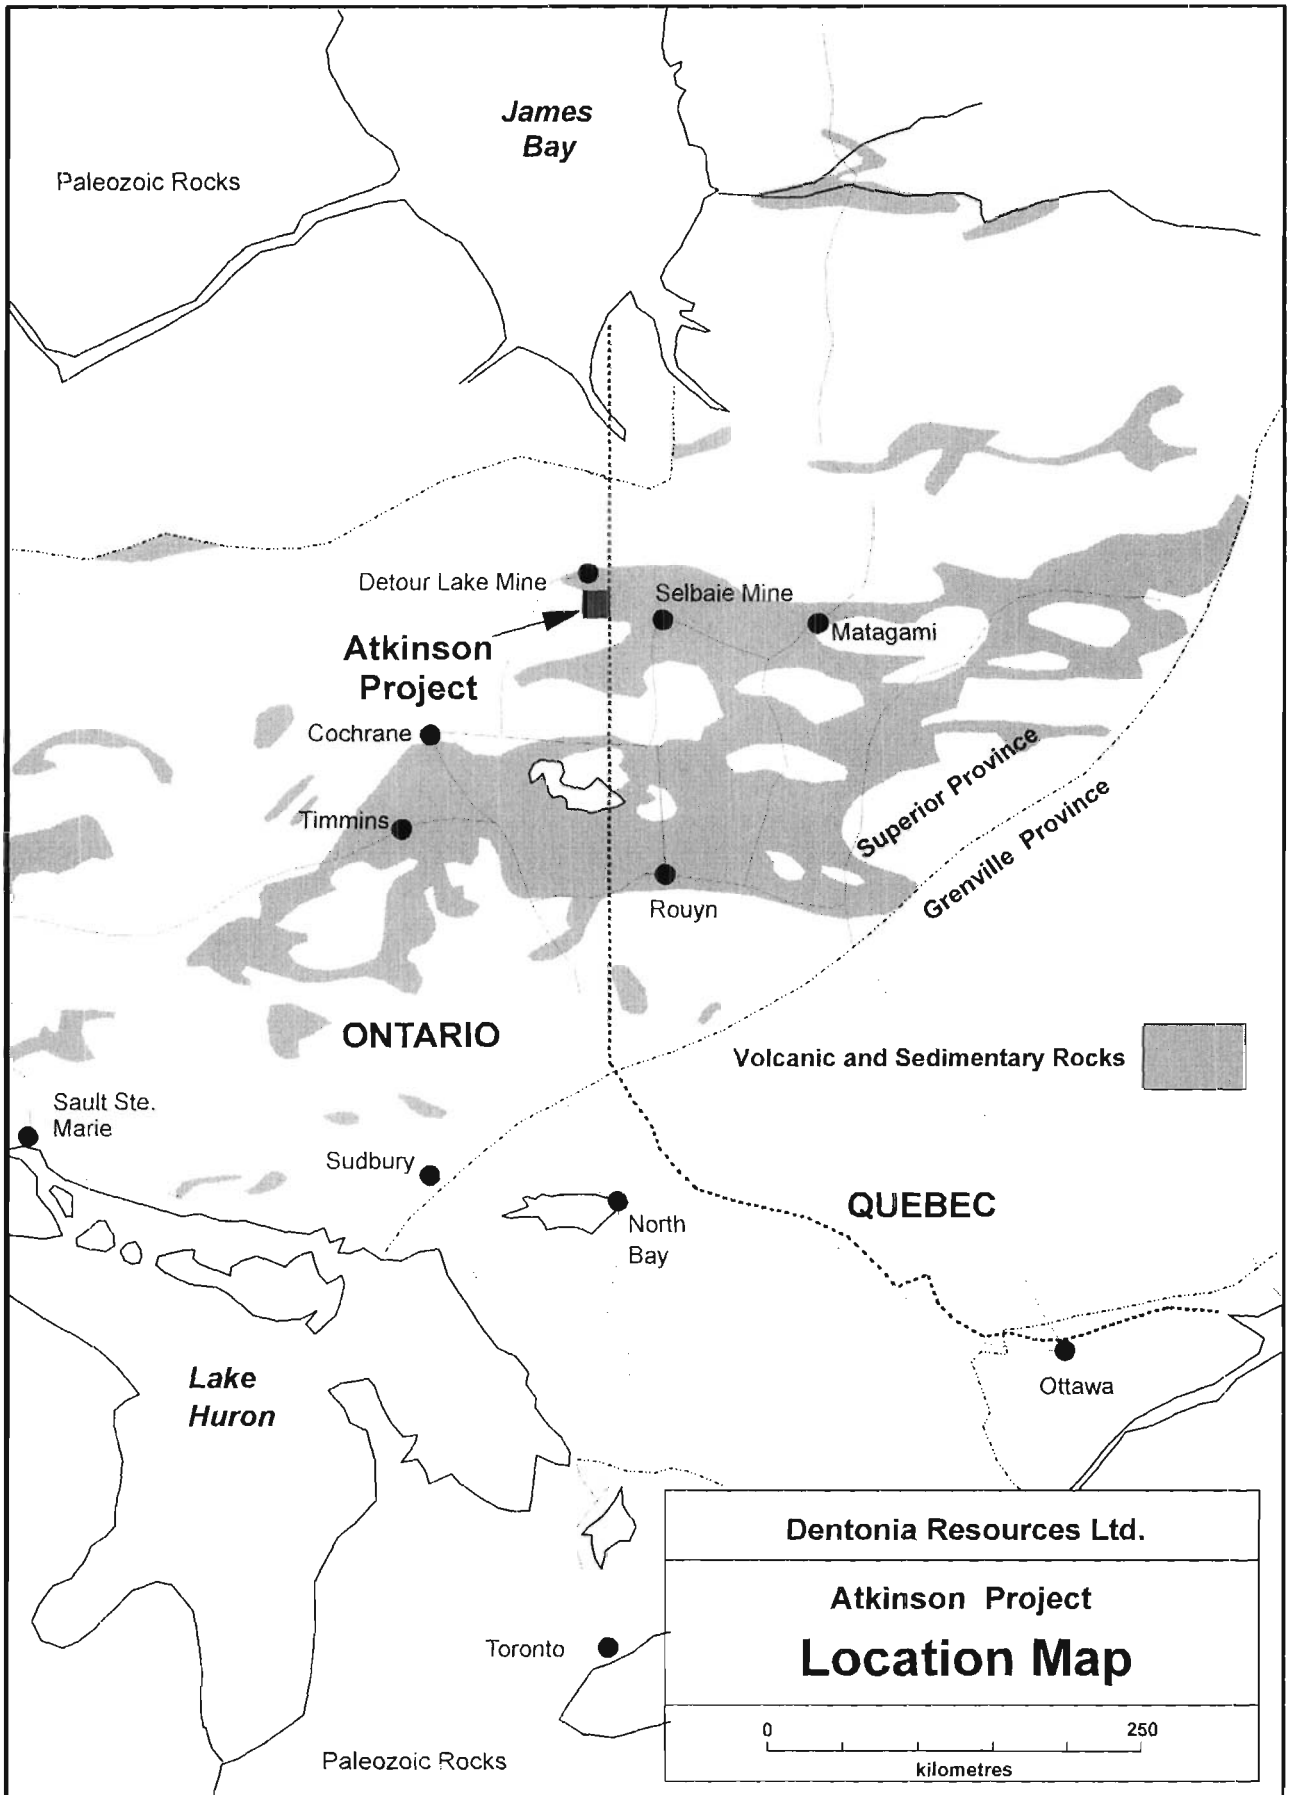 James
Bay
Paleozoic Rocks
Detour Lake Mine
Selbaie Mine
Matagami
Atkinson
Project
Cochrane
Superior Province
Grenville Province
Timmins
Rouyn
ONTARIO
Volcanic and Sedimentary Rocks
Sault Ste.
Marie
Sudbury
QUEBEC
North
Bay
Lake
Huron
Ottawa
Dentonia Resources Ltd.
Atkinson Project
Location Map
Toronto
0 250
kilometres
Paleozoic Rocks